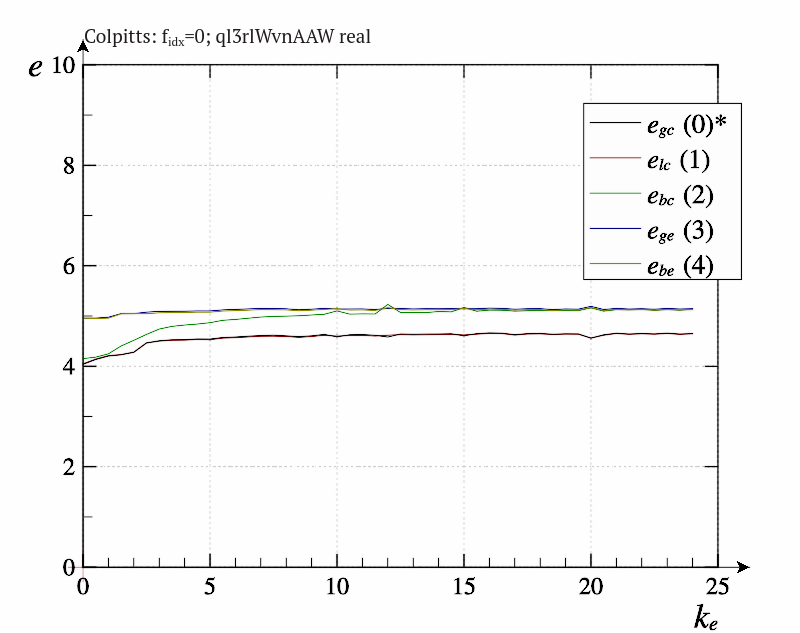 Colpitts: f_idx=0; ql3rlWvnAAW real
e 10
8
6
4
2
0
0 5 10 15 20 25
k_e
e_gc (0)*
e_lc (1)
e_bc (2)
e_ge (3)
e_be (4)